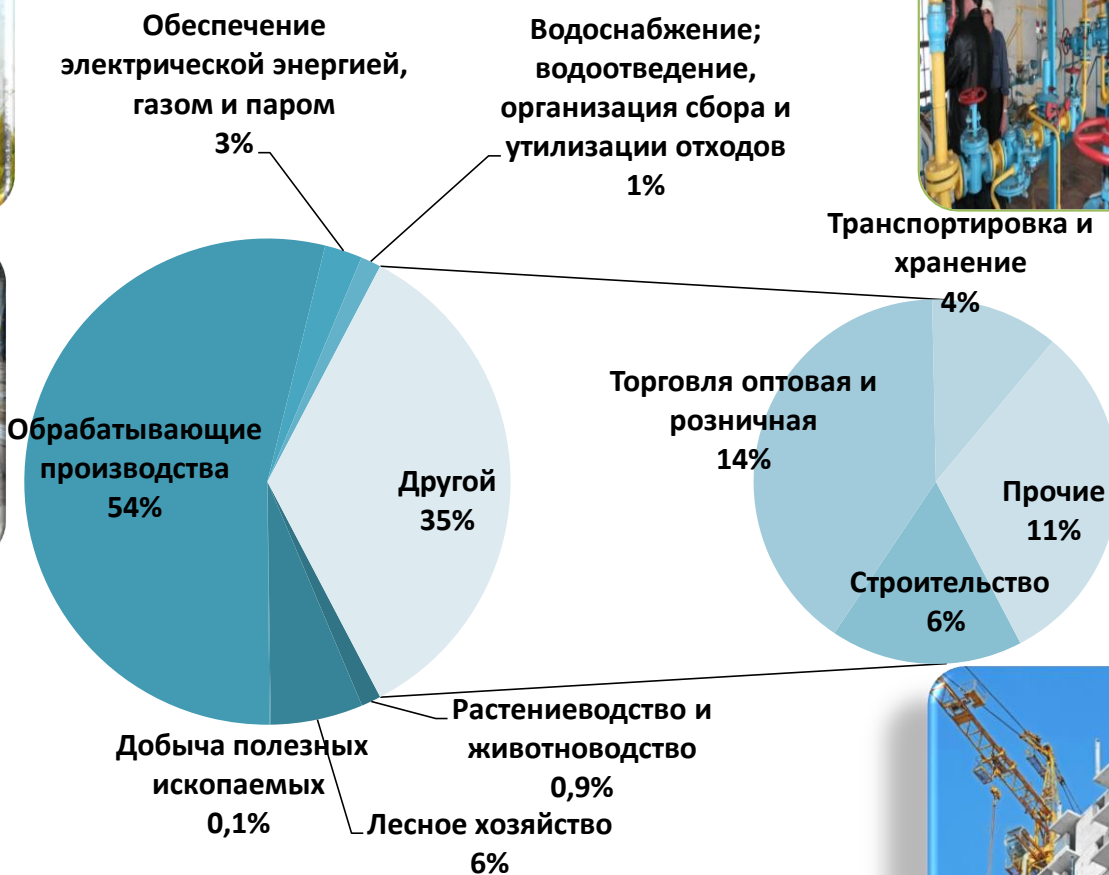 Обеспечение
электрической энергией,
газом и паром
3%
Водоснабжение;
водоотведение,
организация сбора и
утилизации отходов
1%
Транспортировка и
хранение
4%
Торговля оптовая и
розничная
14%
Обрабатывающие
производства
54%
Другой
35%
Прочие
11%
Строительство
6%
Растениеводство и
животноводство
0,9%
Добыча полезных
ископаемых
0,1%
Лесное хозяйство
6%